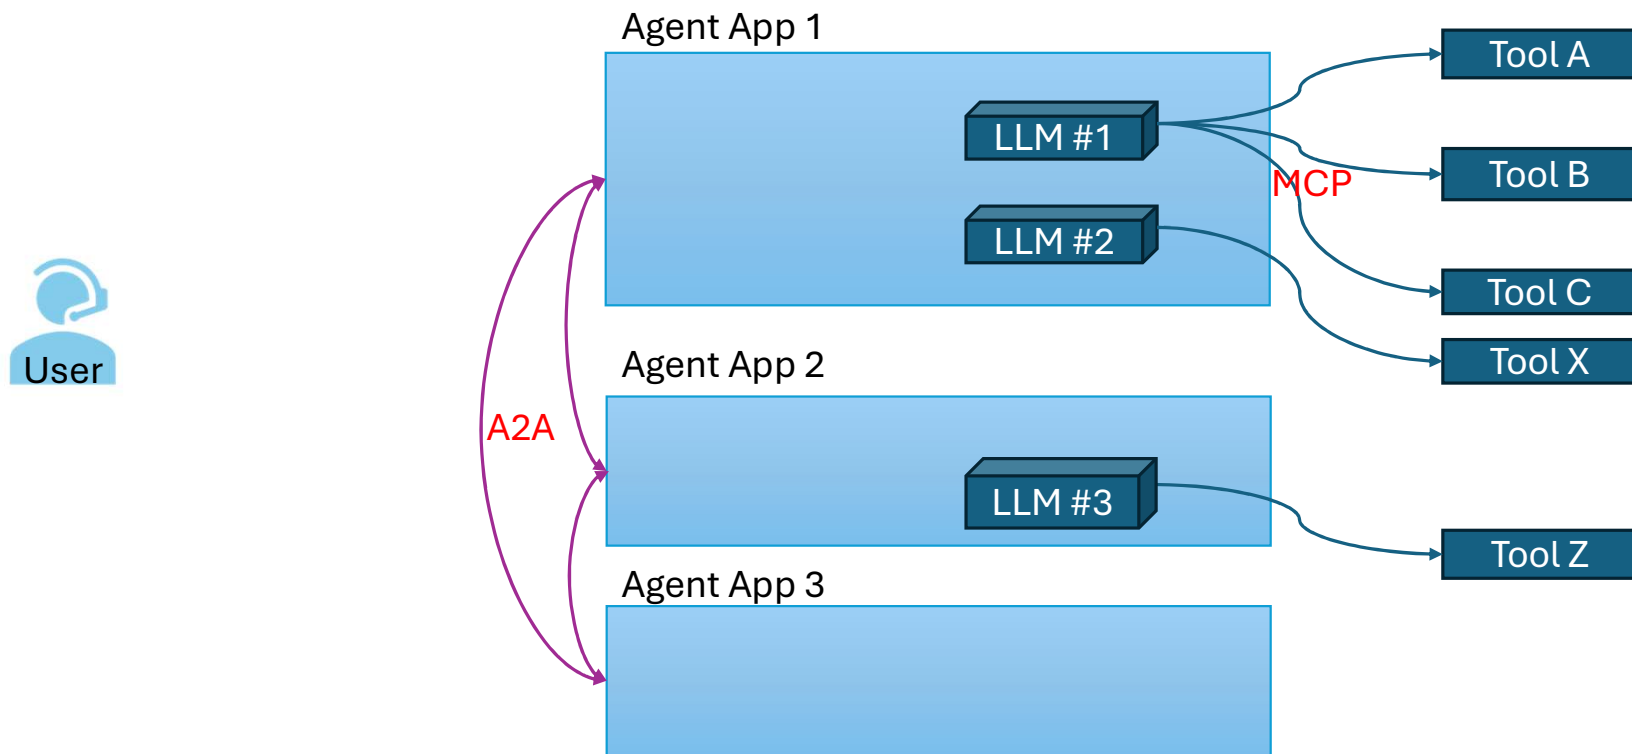 Agent App 1
Tool A
LLM #1
Tool B
MCP
LLM #2
Tool C
Tool X
User
Agent App 2
A2A
LLM #3
Tool Z
Agent App 3